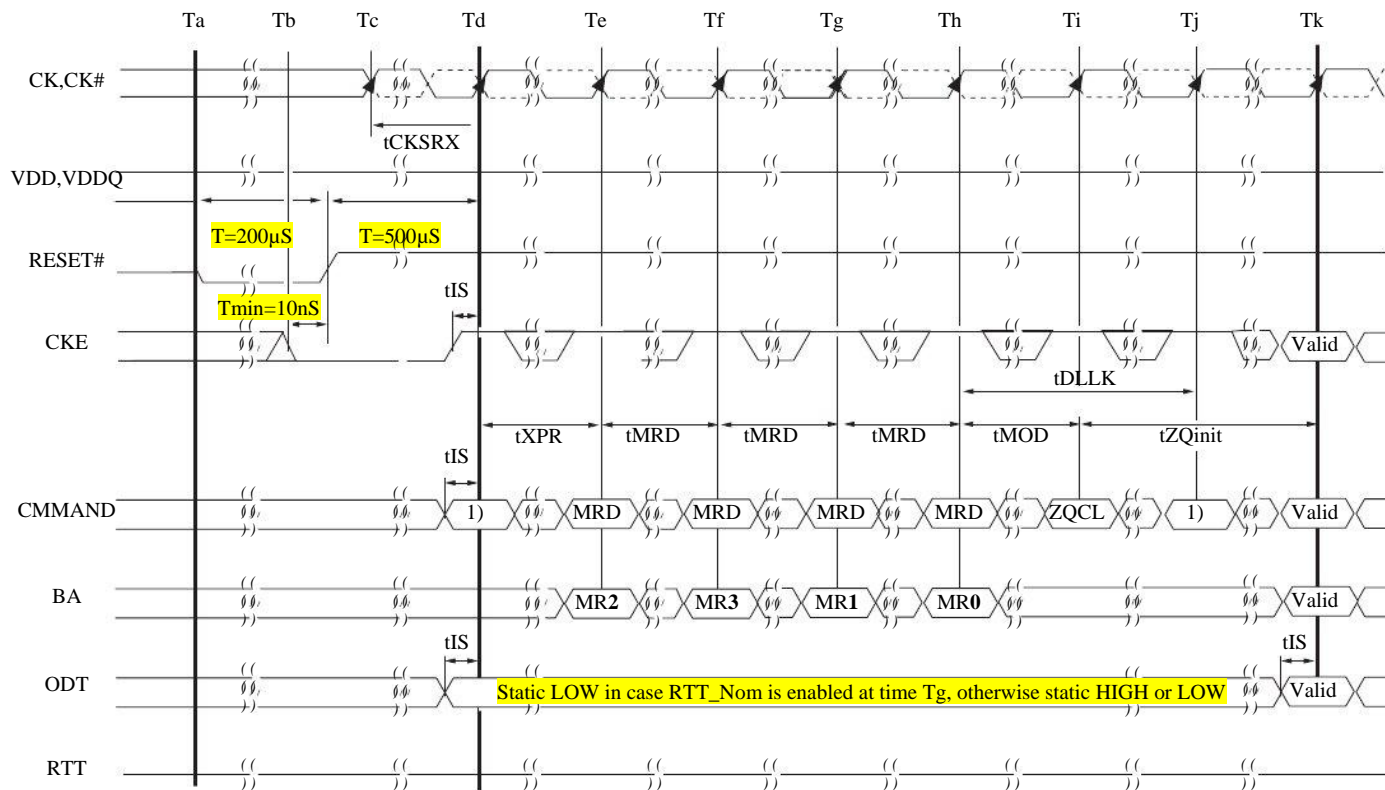 Ta Tb Tc Td Te Tf Tg Th Ti Tj Tk
CK,CK#
tCKSRX
VDD,VDDQ
T=200µS T=500µS
RESET#
Tmin=10nS tIS
CKE Valid
tDLLK
tXPR tMRD tMRD tMRD tMOD tZQinit
tIS
CMMAND 1) MRD MRD MRD MRD ZQCL 1) Valid
BA MR2 MR3 MR1 MR0 Valid
tIS tIS
ODT Static LOW in case RTT_Nom is enabled at time Tg, otherwise static HIGH or LOW Valid
RTT